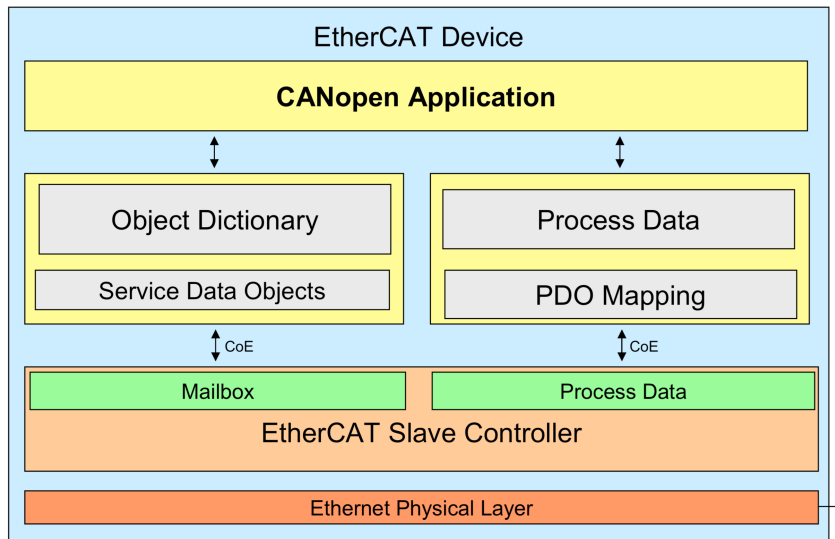 EtherCAT Device
CANopen Application
Object Dictionary
Service Data Objects
Process Data
PDO Mapping
CoE
CoE
Mailbox
Process Data
EtherCAT Slave Controller
Ethernet Physical Layer